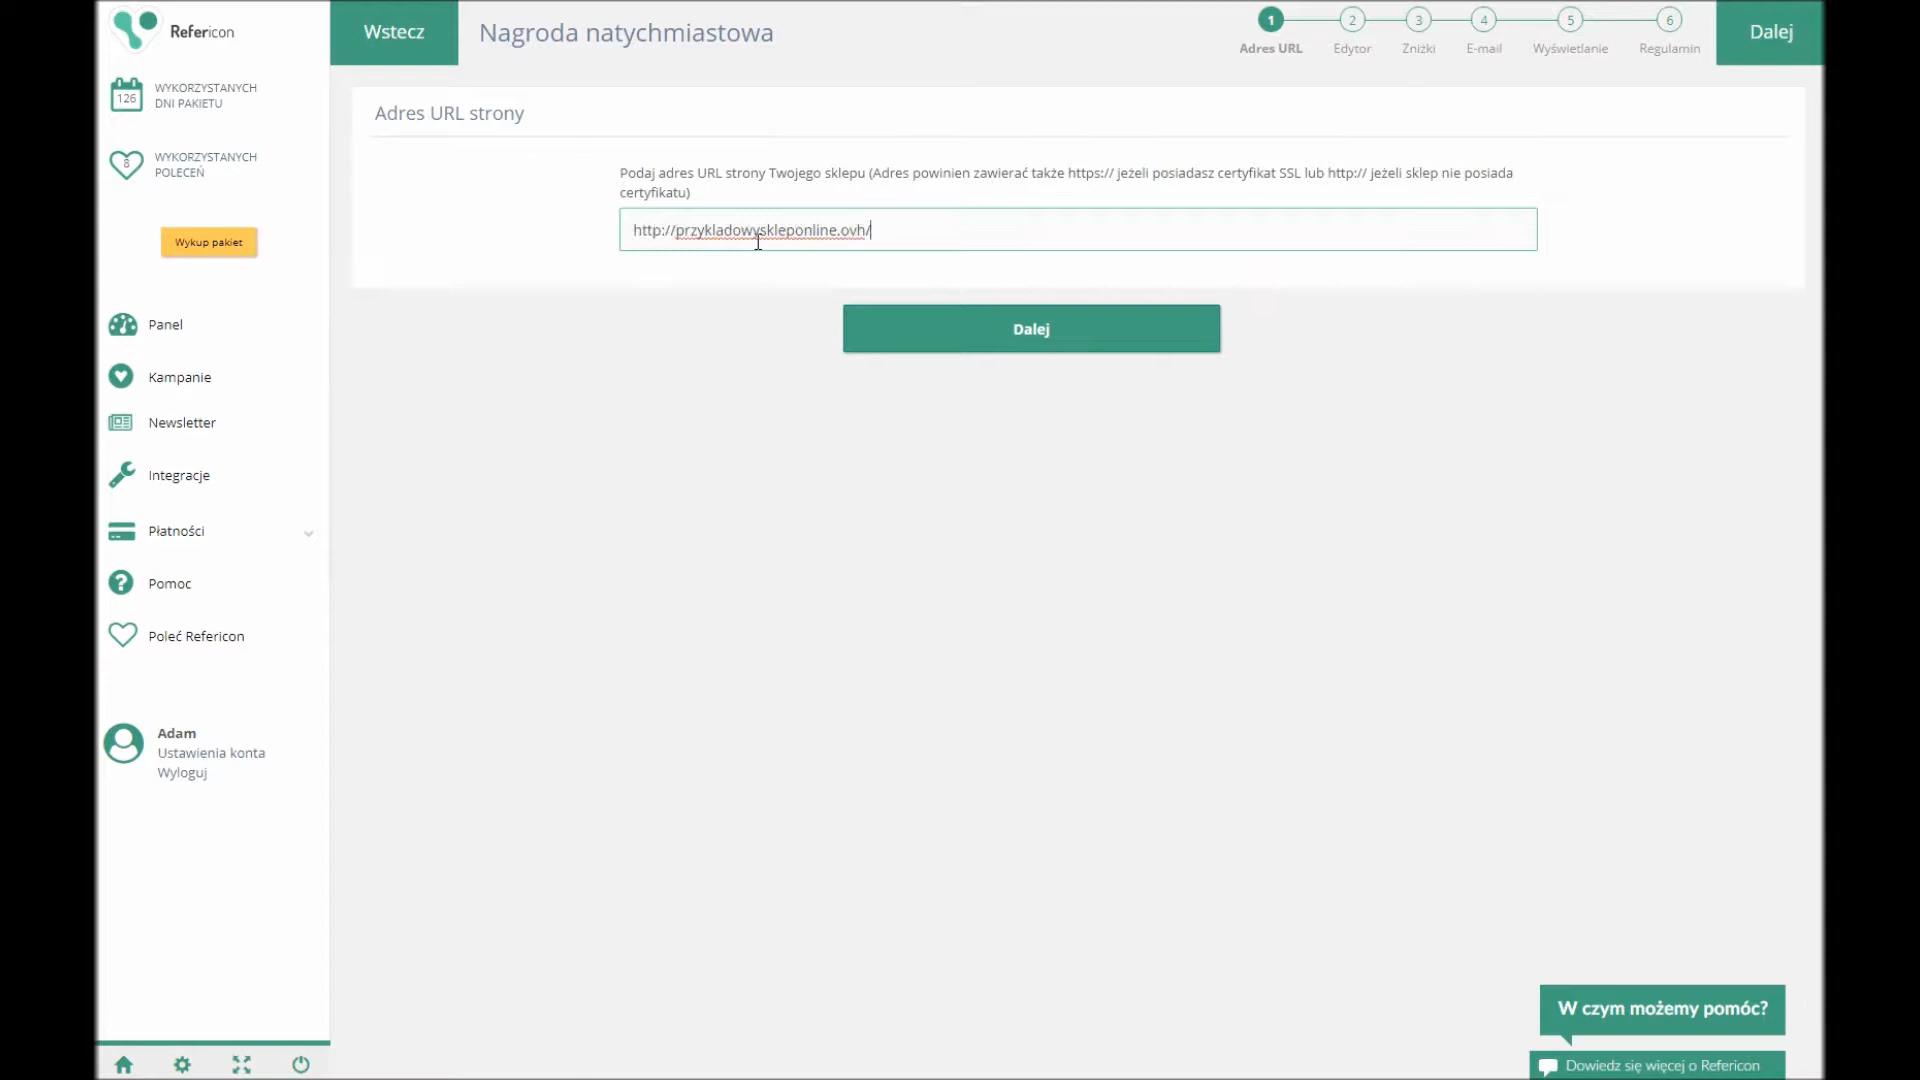 Refericon
126
WYKORZYSTANYCH
DNI PAKIETU
8
WYKORZYSTANYCH
POLECEŃ
Wykup pakiet
Panel
Kampanie
Newsletter
Integracje
Płatności
Pomoc
Poleć Refericon
Adam
Ustawienia konta
Wyloguj
Wstecz
Nagroda natychmiastowa
1 2 3 4 5 6
Adres URL Edytor Zniżki E-mail Wyświetlanie Regulamin
Dalej
Adres URL strony
Podaj adres URL strony Twojego sklepu (Adres powinien zawierać także https:// jeżeli posiadasz certyfikat SSL lub http:// jeżeli sklep nie posiada
certyfikatu)
http://przykladowyskleponline.ovh/
Dalej
W czym możemy pomóc?
Dowiedz się więcej o Refericon